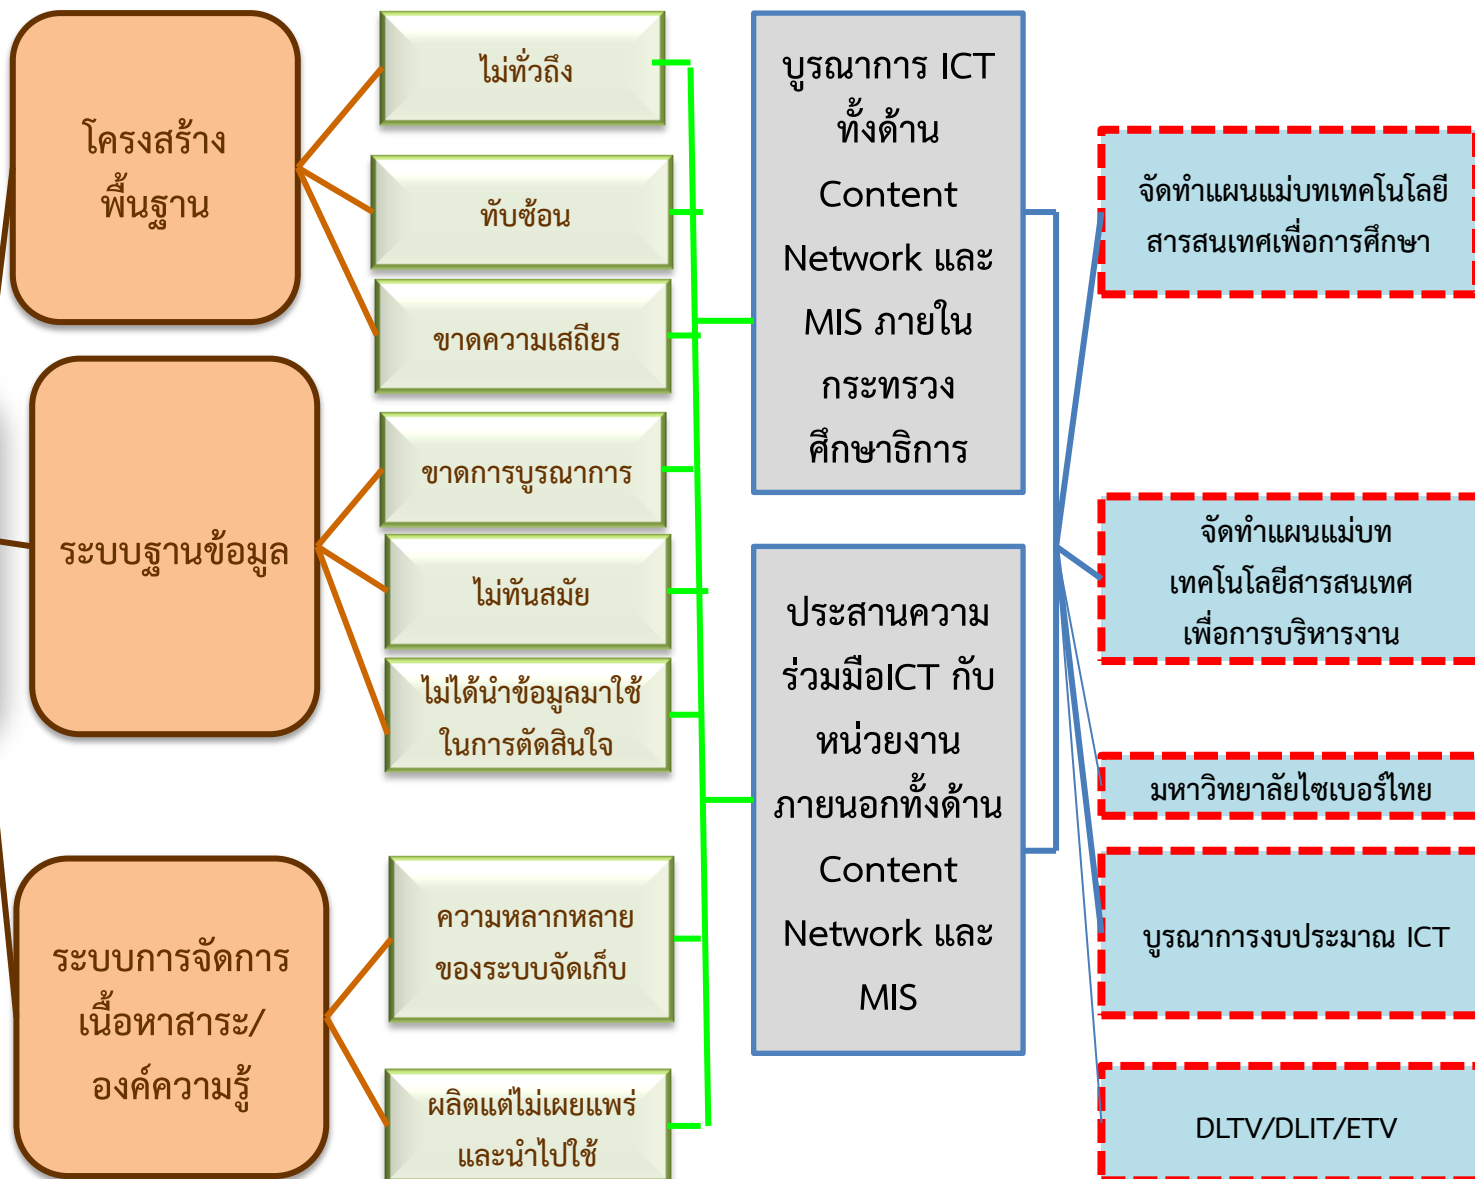 โครงสร้าง
พื้นฐาน
ไม่ทั่วถึง
ทับซ้อน
ขาดความเสถียร
ระบบฐานข้อมูล
ขาดการบูรณาการ
ไม่ทันสมัย
ไม่ได้นำข้อมูลมาใช้
ในการตัดสินใจ
ระบบการจัดการ
เนื้อหาสาระ/
องค์ความรู้
ความหลากหลาย
ของระบบจัดเก็บ
ผลิตแต่ไม่เผยแพร่
และนำไปใช้
บูรณาการ ICT
ทั้งด้าน
Content
Network และ
MIS ภายใน
กระทรวง
ศึกษาธิการ
ประสานความ
ร่วมมือICT กับ
หน่วยงาน
ภายนอกทั้งด้าน
Content
Network และ
MIS
จัดทำแผนแม่บทเทคโนโลยี
สารสนเทศเพื่อการศึกษา
จัดทำแผนแม่บท
เทคโนโลยีสารสนเทศ
เพื่อการบริหารงาน
มหาวิทยาลัยไซเบอร์ไทย
บูรณาการงบประมาณ ICT
DLTV/DLIT/ETV